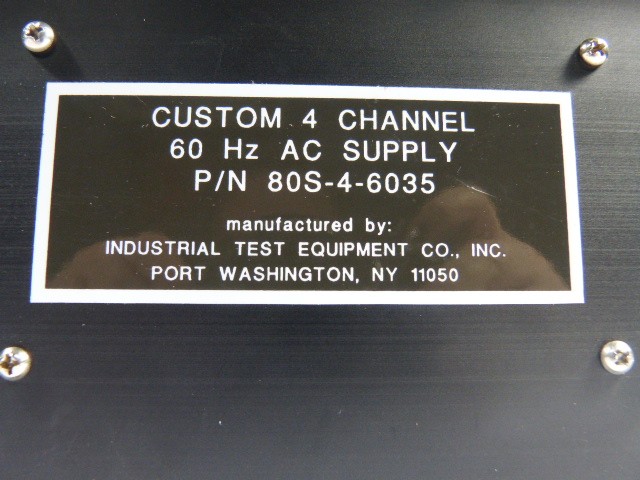 CUSTOM 4 CHANNEL
60 Hz AC SUPPLY
P/N 80S-4-6035
manufactured by:
INDUSTRIAL TEST EQUIPMENT CO., INC.
PORT WASHINGTON, NY 11050